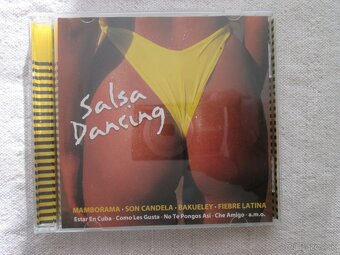 Salsa
Dancing
MAMBORAMA · SON CANDELA · BAKUELEY · FIEBRE LATINA
Estar En Cuba · Como Les Gusta · No Te Pongos Asi · Che Amigo · a.m.o.